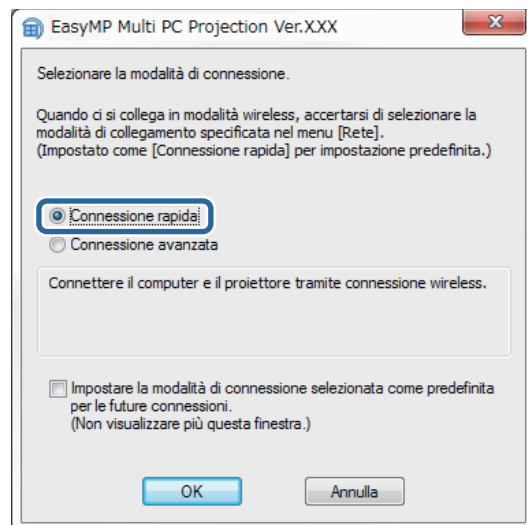 EasyMP Multi PC Projection Ver.X.XX
Selezionare la modalità di connessione.
Quando ci si collega in modalità wireless, accertarsi di selezionare la
modalità di collegamento specificata nel menu [Rete].
(Impostato come [Connessione rapida] per impostazione predefinita.)
Connessione rapida
Connessione avanzata
Connettere il computer e il proiettore tramite connessione wireless.
Impostare la modalità di connessione selezionata come predefinita
per le future connessioni.
(Non visualizzare più questa finestra.)
OK
Annulla